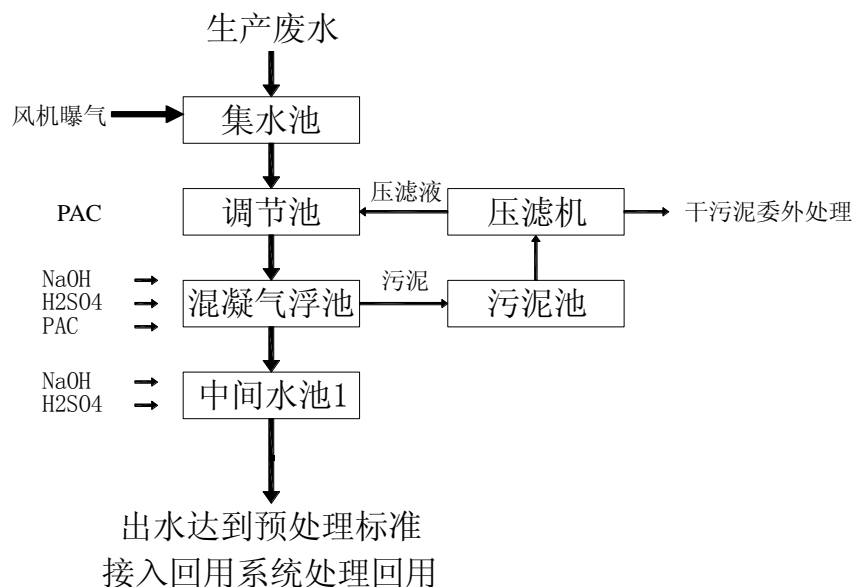 生产废水
风机曝气
集水池
PAC
调节池
压滤液
压滤机
干污泥委外处理
NaOH
H2SO4
PAC
混凝气浮池
污泥
污泥池
NaOH
H2SO4
中间水池1
出水达到预处理标准
接入回用系统处理回用